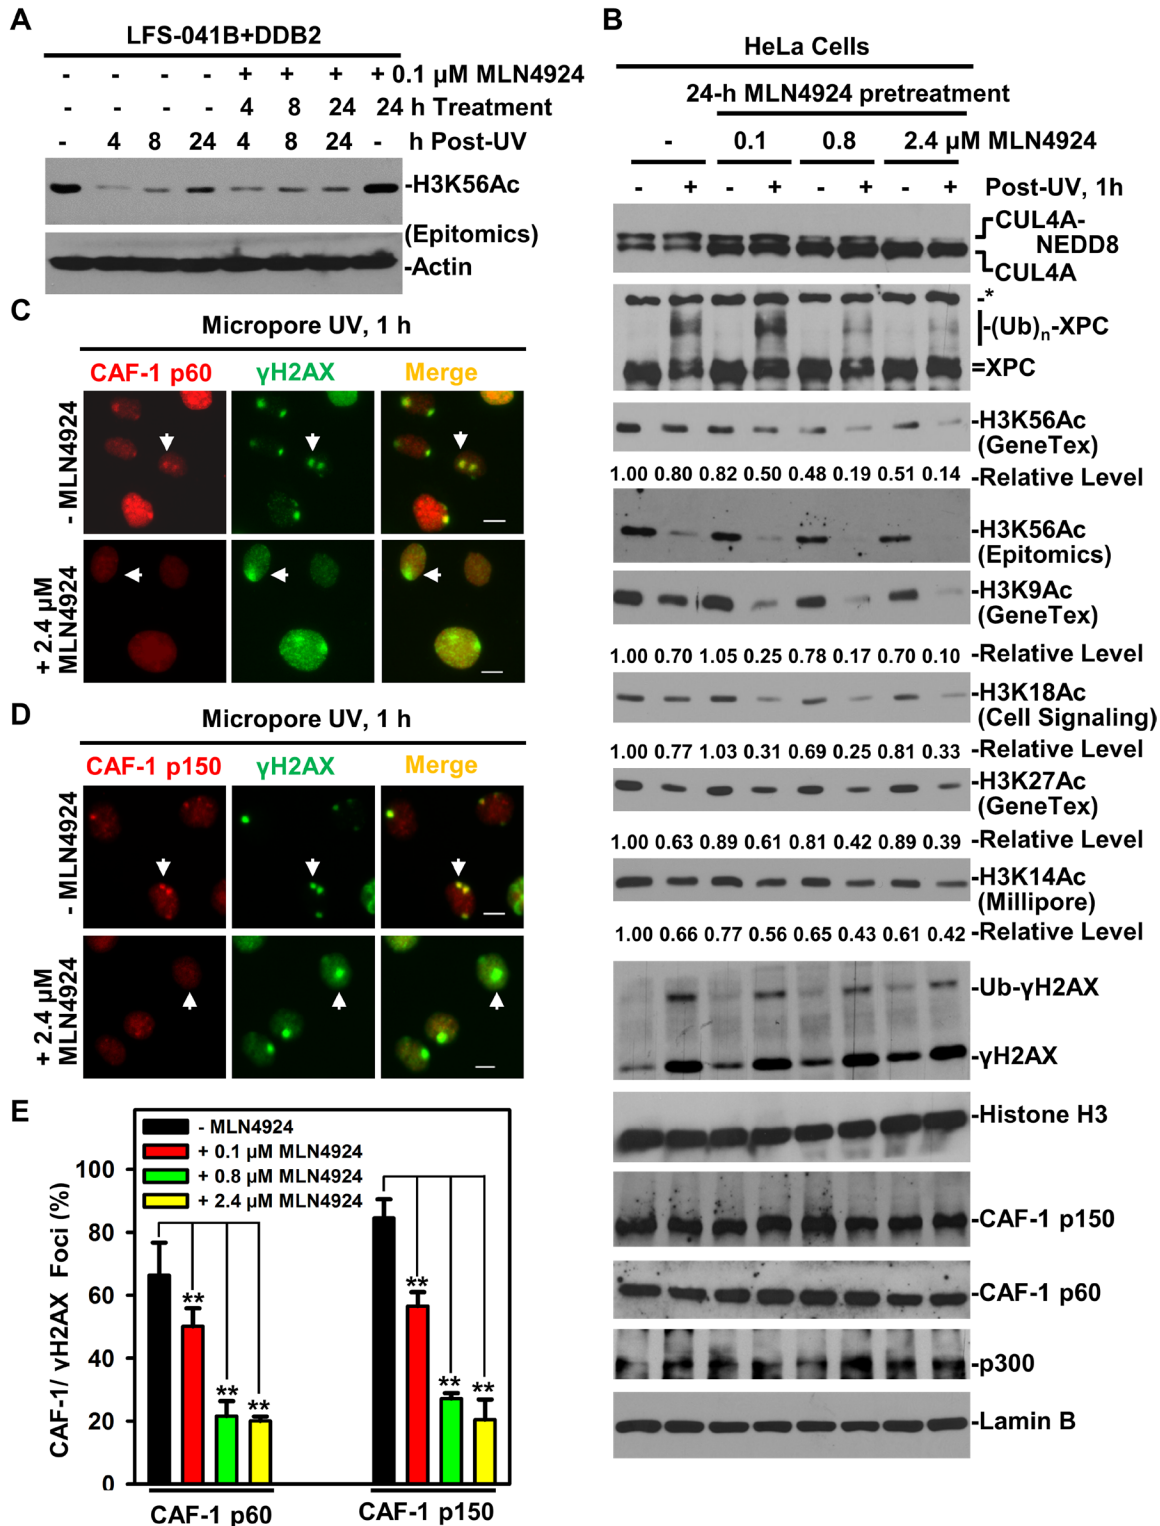 A
LFS-041B+DDB2
- - - - + + + + 0.1 µM MLN4924
- - - - 4 8 24 24 h Treatment
- 4 8 24 4 8 24 - h Post-UV
-H3K56Ac
(Epitomics)
-Actin
B
HeLa Cells
24-h MLN4924 pretreatment
- 0.1 0.8 2.4 µM MLN4924
- + - + - + - + Post-UV, 1h
CUL4A-
NEDD8
CUL4A
-*
-(Ub)n-XPC
=XPC
-H3K56Ac
(GeneTex)
1.00 0.80 0.82 0.50 0.48 0.19 0.51 0.14 -Relative Level
-H3K56Ac
(Epitomics)
-H3K9Ac
(GeneTex)
1.00 0.70 1.05 0.25 0.78 0.17 0.70 0.10 -Relative Level
-H3K18Ac
(Cell Signaling)
1.00 0.77 1.03 0.31 0.69 0.25 0.81 0.33 -Relative Level
-H3K27Ac
(GeneTex)
1.00 0.63 0.89 0.61 0.81 0.42 0.89 0.39 -Relative Level
-H3K14Ac
(Millipore)
1.00 0.66 0.77 0.56 0.65 0.43 0.61 0.42 -Relative Level
-Ub-γH2AX
-γH2AX
-Histone H3
-CAF-1 p150
-CAF-1 p60
-p300
-Lamin B
C
Micropore UV, 1 h
CAF-1 p60 γH2AX Merge
- MLN4924
+ 2.4 µM
MLN4924
D
Micropore UV, 1 h
CAF-1 p150 γH2AX Merge
- MLN4924
+ 2.4 µM
MLN4924
E
- MLN4924
+ 0.1 µM MLN4924
+ 0.8 µM MLN4924
+ 2.4 µM MLN4924
CAF-1/ γH2AX Foci (%)
100
80
60
40
20
0
** ** **
** ** **
CAF-1 p60 CAF-1 p150